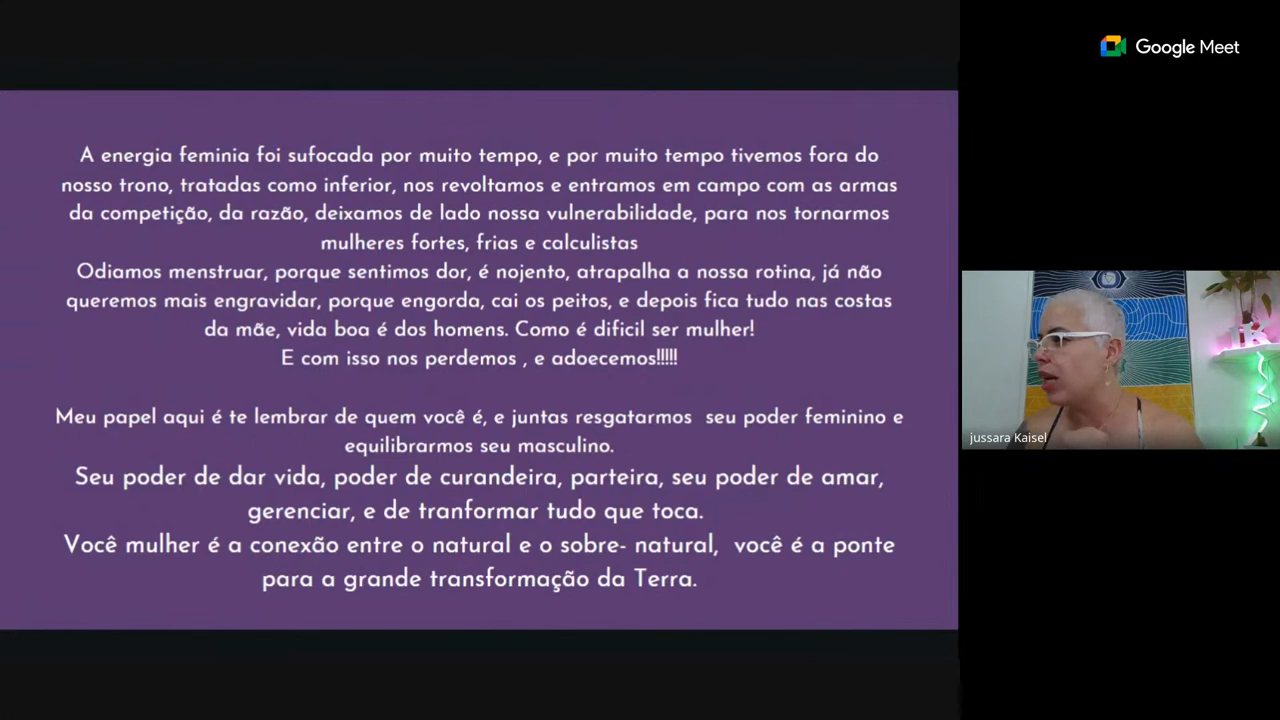 Google Meet
A energia feminia foi sufocada por muito tempo, e por muito tempo tivemos fora do
nosso trono, tratadas como inferior, nos revoltamos e entramos em campo com as armas
da competição, da razão, deixamos de lado nossa vulnerabilidade, para nos tornarmos
mulheres fortes, frias e calculistas
Odiamos menstruar, porque sentimos dor, é nojento, atrapalha a nossa rotina, já não
queremos mais engravidar, porque engorda, cai os peitos, e depois fica tudo nas costas
da mãe, vida boa é dos homens. Como é dificil ser mulher!
E com isso nos perdemos , e adoecemos!!!!!
Meu papel aqui é te lembrar de quem você é, e juntas resgatarmos  seu poder feminino e
equilibrarmos seu masculino.
Seu poder de dar vida, poder de curandeira, parteira, seu poder de amar,
gerenciar, e de tranformar tudo que toca.
Você mulher é a conexão entre o natural e o sobre- natural,  você é a ponte
para a grande transformação da Terra.
jussara Kaisel